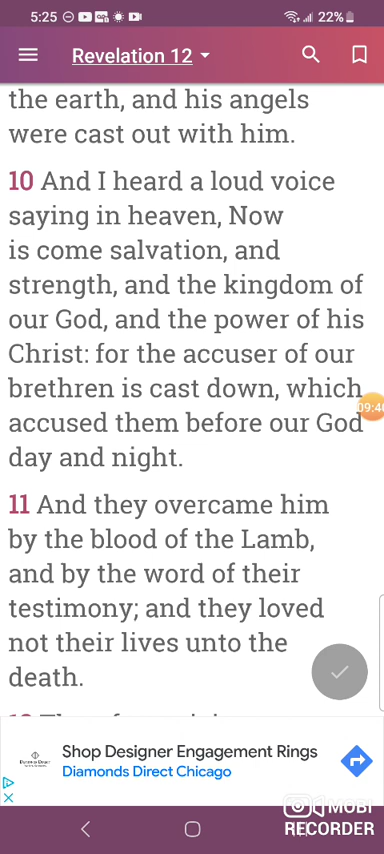 5:25 22%
Revelation 12
the earth, and his angels
were cast out with him.
10 And I heard a loud voice
saying in heaven, Now
is come salvation, and
strength, and the kingdom of
our God, and the power of his
Christ: for the accuser of our
brethren is cast down, which
accused them before our God
day and night.
11 And they overcame him
by the blood of the Lamb,
and by the word of their
testimony; and they loved
not their lives unto the
death.
Shop Designer Engagement Rings
Diamonds Direct Chicago
MOBI
RECORDER